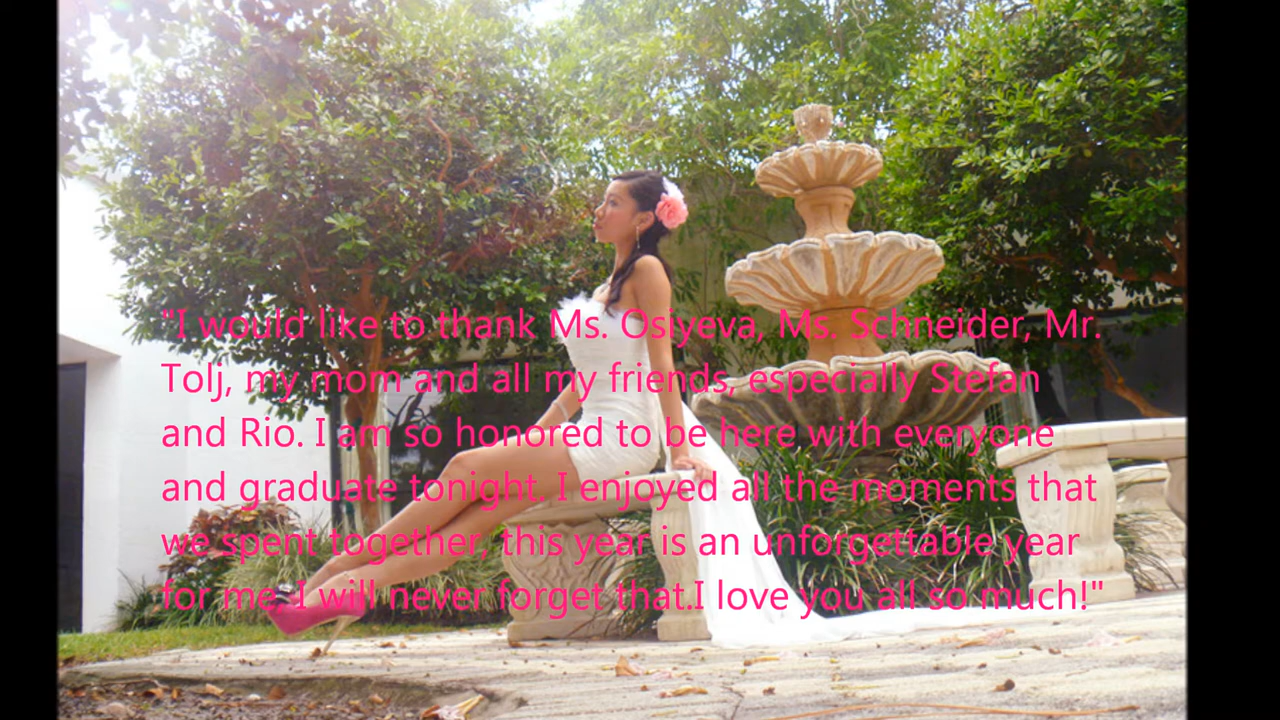 "I would like to thank Ms. Osiyeva, Ms. Schneider, Mr.
Tolj, my mom and all my friends, especially Stefan
and Rio. I am so honored to be here with everyone
and graduate tonight. I enjoyed all the moments that
we spent together, this year is an unforgettable year
for me. I will never forget that.I love you all so much!"